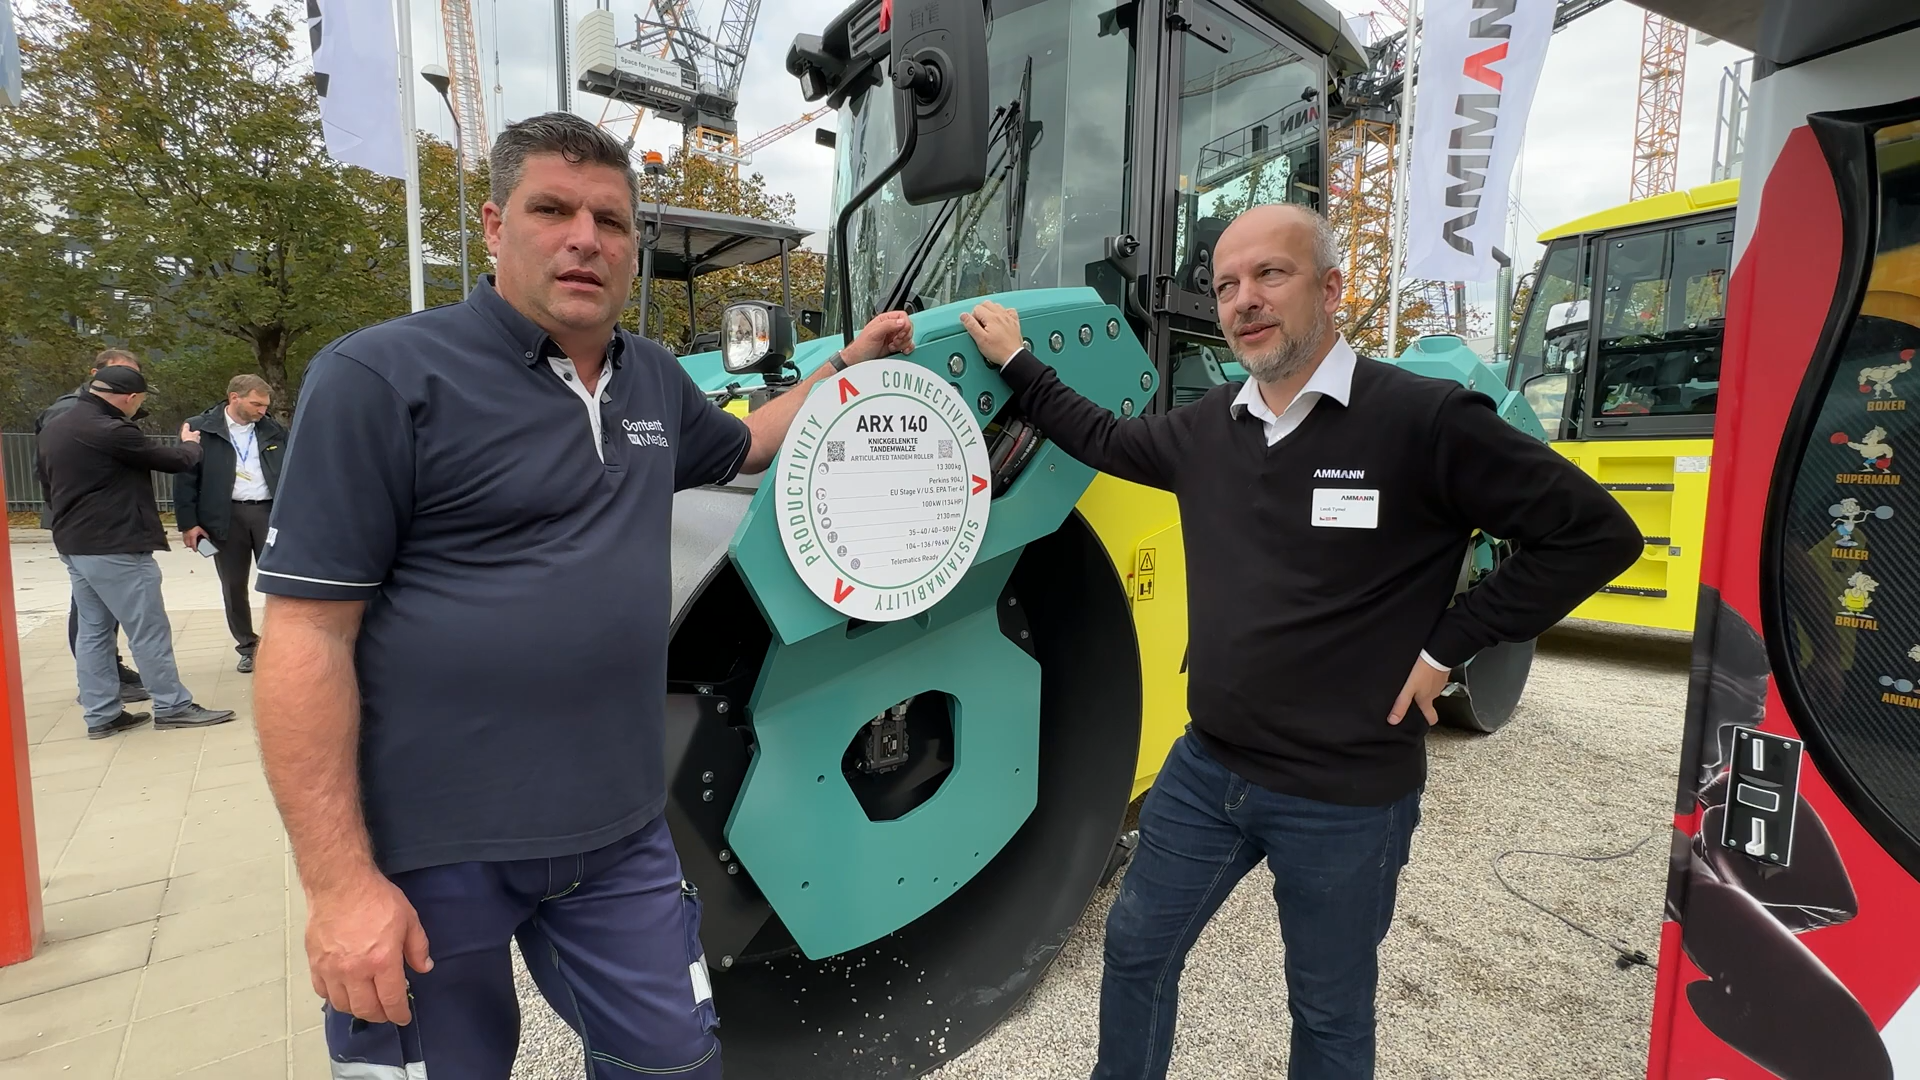 Space for your brand!
LIEBHERR
AMMANN
AMMANN
CONNECTIVITY
PRODUCTIVITY
SUSTAINABILITY
ARX 140
KNICKGELENKTE
TANDEMWALZE
ARTICULATED TANDEM ROLLER
13 300 kg
Perkins 904J
EU Stage V / U.S. EPA Tier 4f
100 kW (134 HP)
2130 mm
35–40 / 40–50 Hz
104–136 / 96 kN
Telematics Ready
Content
Media
AMMANN
AMMANN
BOXER
SUPERMAN
KILLER
BRUTAL